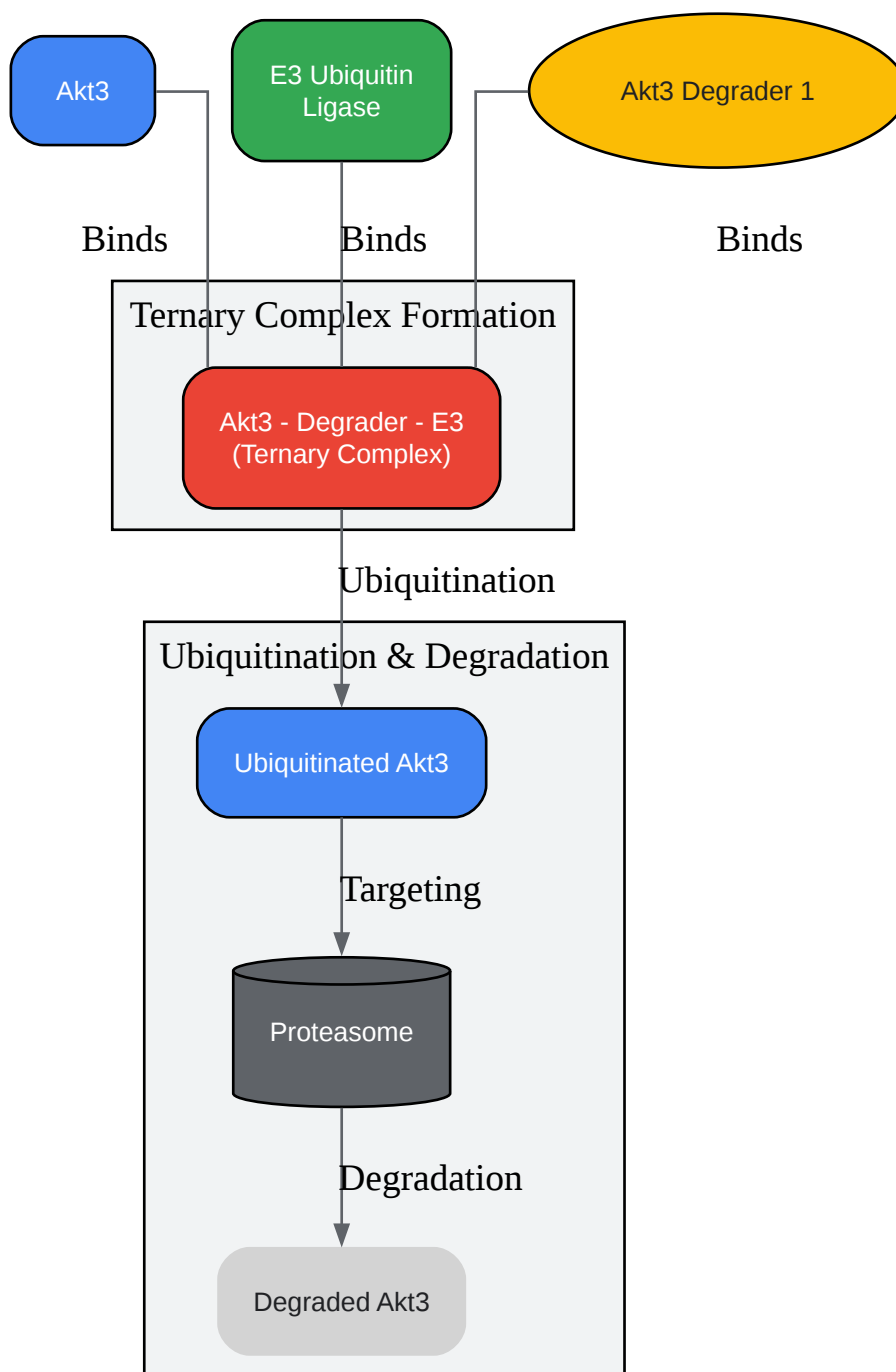 Akt3
E3 Ubiquitin
Ligase
Akt3 Degrader 1
Binds
Binds
Binds
Ternary Complex Formation
Akt3 - Degrader - E3
(Ternary Complex)
Ubiquitination
Ubiquitination & Degradation
Ubiquitinated Akt3
Targeting
Proteasome
Degradation
Degraded Akt3